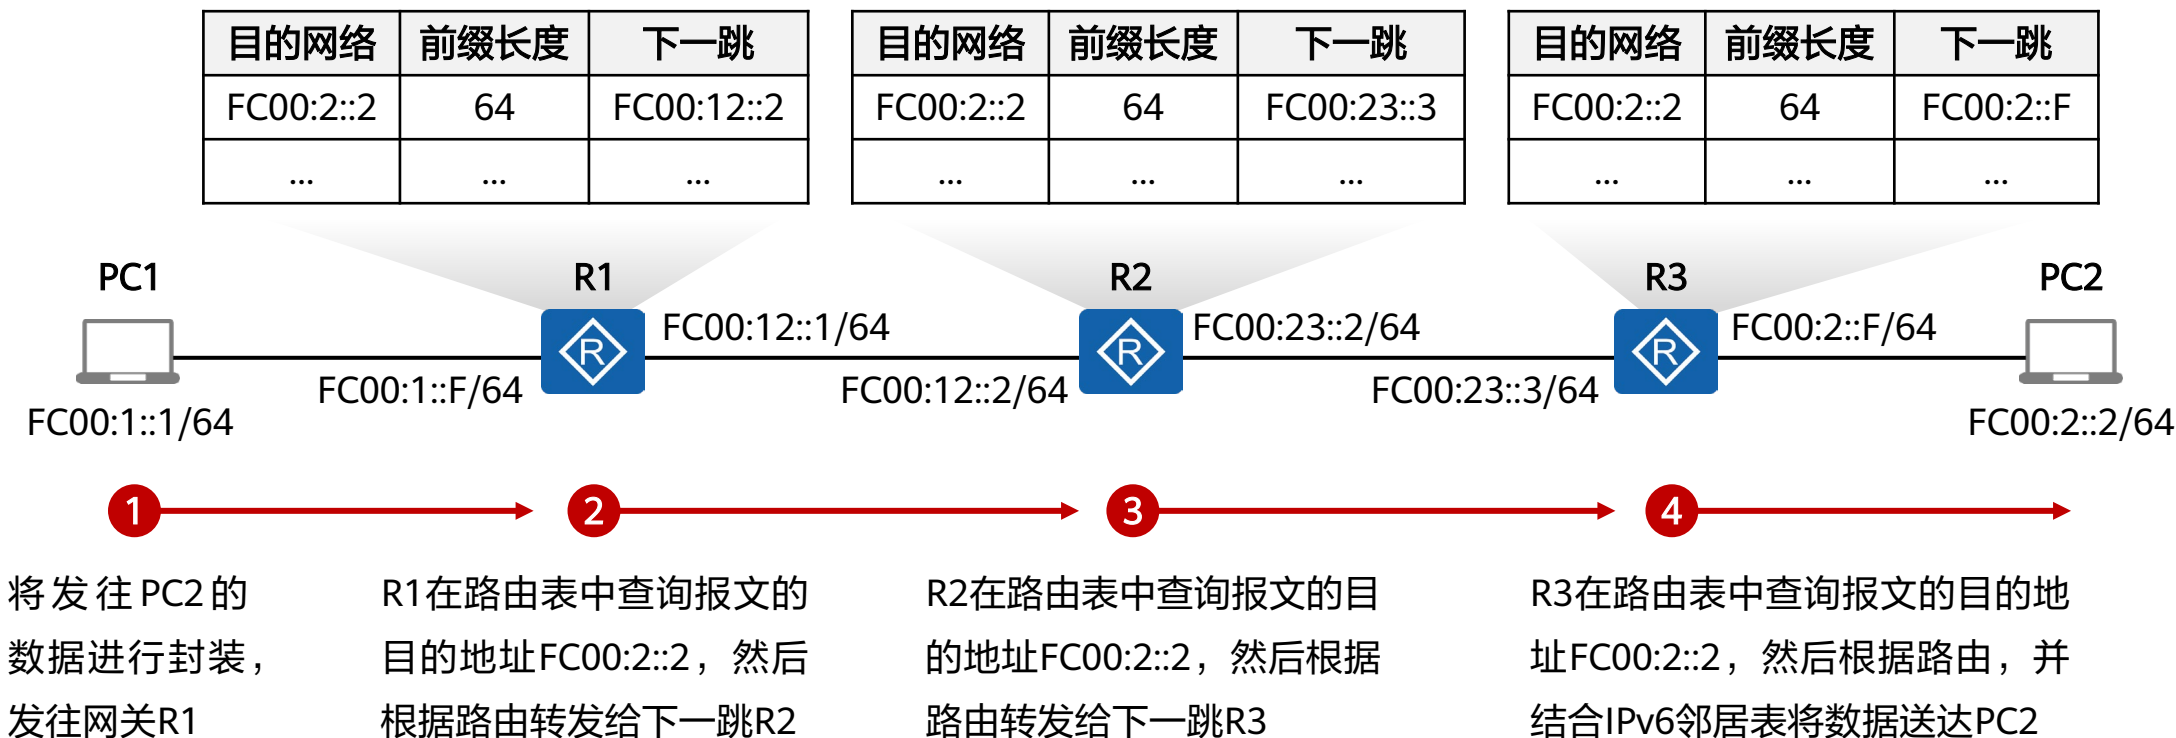 目的网络 前缀长度 下一跳
FC00:2::2 64 FC00:12::2
... ... ...
目的网络 前缀长度 下一跳
FC00:2::2 64 FC00:23::3
... ... ...
目的网络 前缀长度 下一跳
FC00:2::2 64 FC00:2::F
... ... ...
PC1
R1
R2
R3
PC2
R
R
R
FC00:12::1/64
FC00:23::2/64
FC00:2::F/64
FC00:1::F/64
FC00:12::2/64
FC00:23::3/64
FC00:1::1/64
FC00:2::2/64
1
将发往PC2的
数据进行封装，
发往网关R1
2
R1在路由表中查询报文的
目的地址FC00:2::2，然后
根据路由转发给下一跳R2
3
R2在路由表中查询报文的目
的地址FC00:2::2，然后根据
路由转发给下一跳R3
4
R3在路由表中查询报文的目的地
址FC00:2::2，然后根据路由，并
结合IPv6邻居表将数据送达PC2